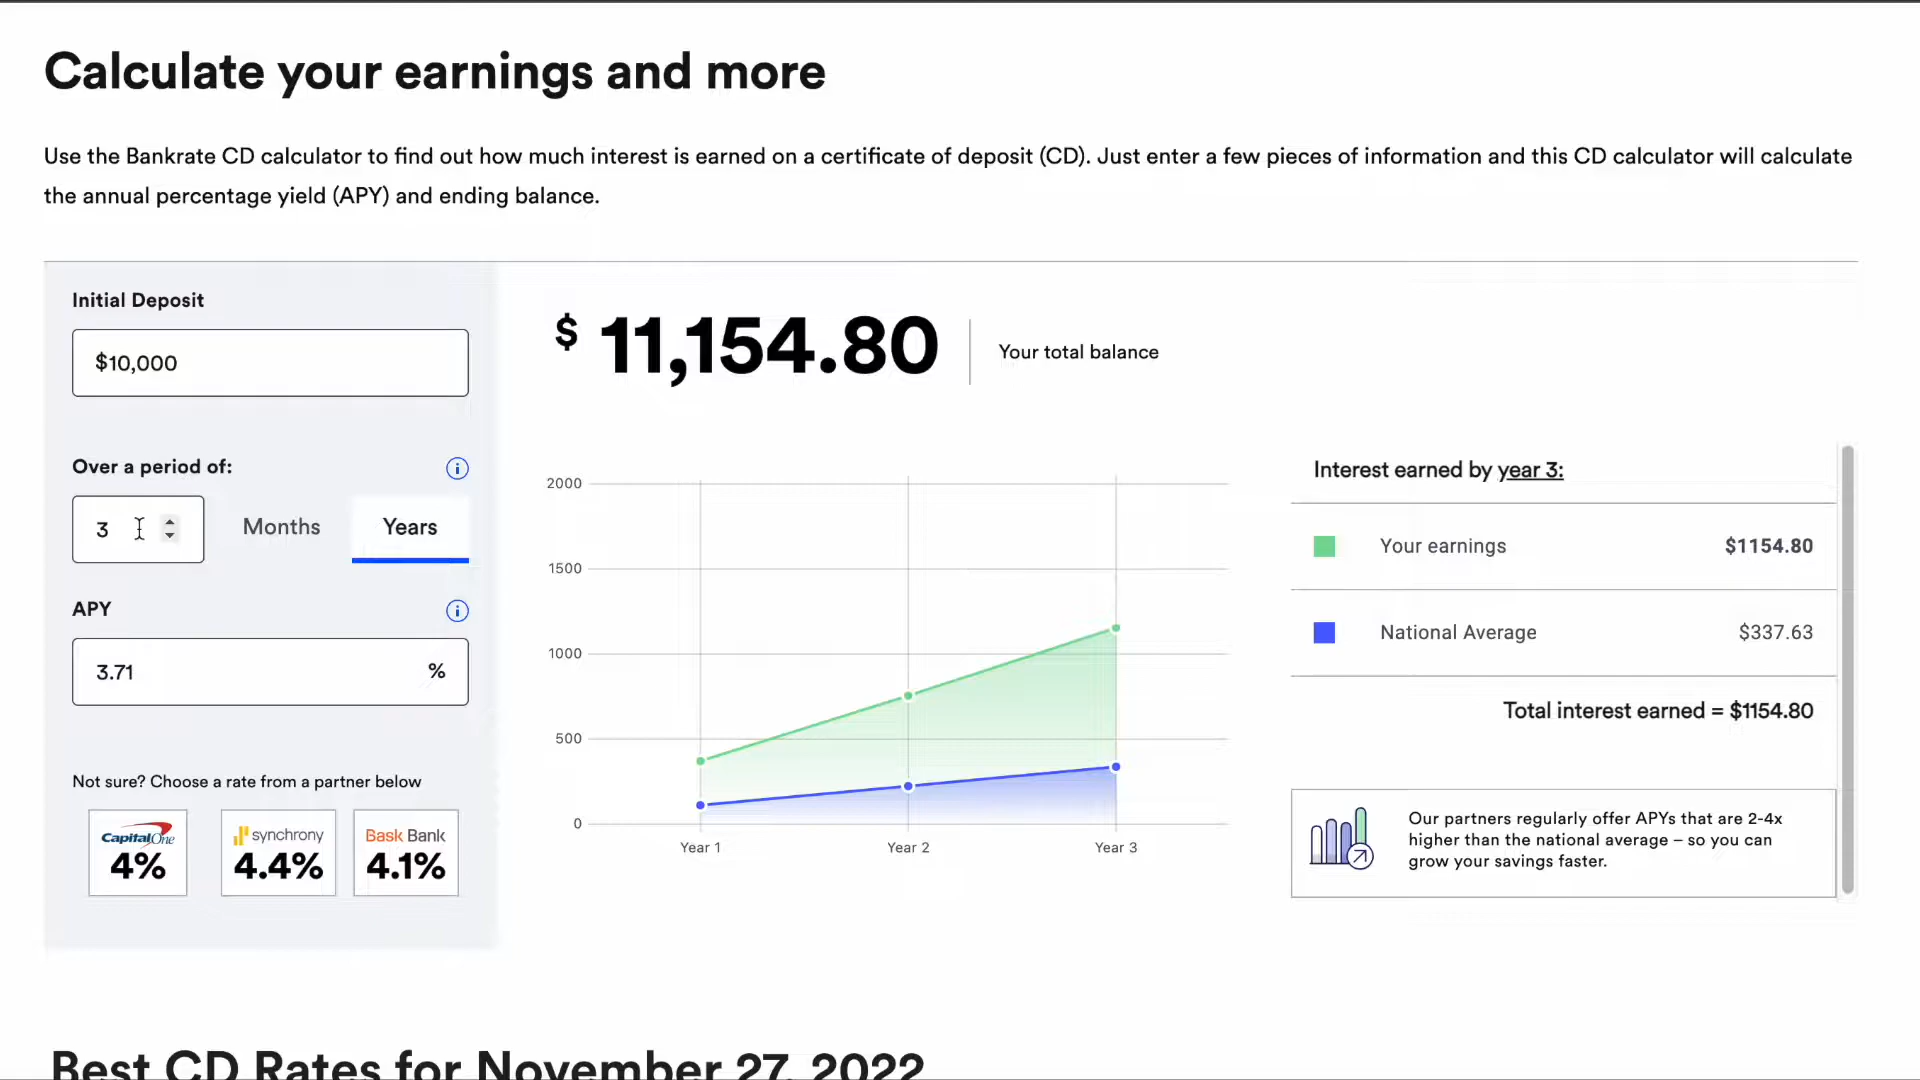 Calculate your earnings and more
Use the Bankrate CD calculator to find out how much interest is earned on a certificate of deposit (CD). Just enter a few pieces of information and this CD calculator will calculate
the annual percentage yield (APY) and ending balance.
Initial Deposit
$10,000
Over a period of:
3
Months
Years
APY
3.71
%
Not sure? Choose a rate from a partner below
Capital One
4%
synchrony
4.4%
Bask Bank
4.1%
$ 11,154.80
Your total balance
2000
1500
1000
500
0
Year 1
Year 2
Year 3
Interest earned by year 3:
Your earnings
$1154.80
National Average
$337.63
Total interest earned = $1154.80
Our partners regularly offer APYs that are 2-4x
higher than the national average – so you can
grow your savings faster.
Best CD Rates for November 27, 2022